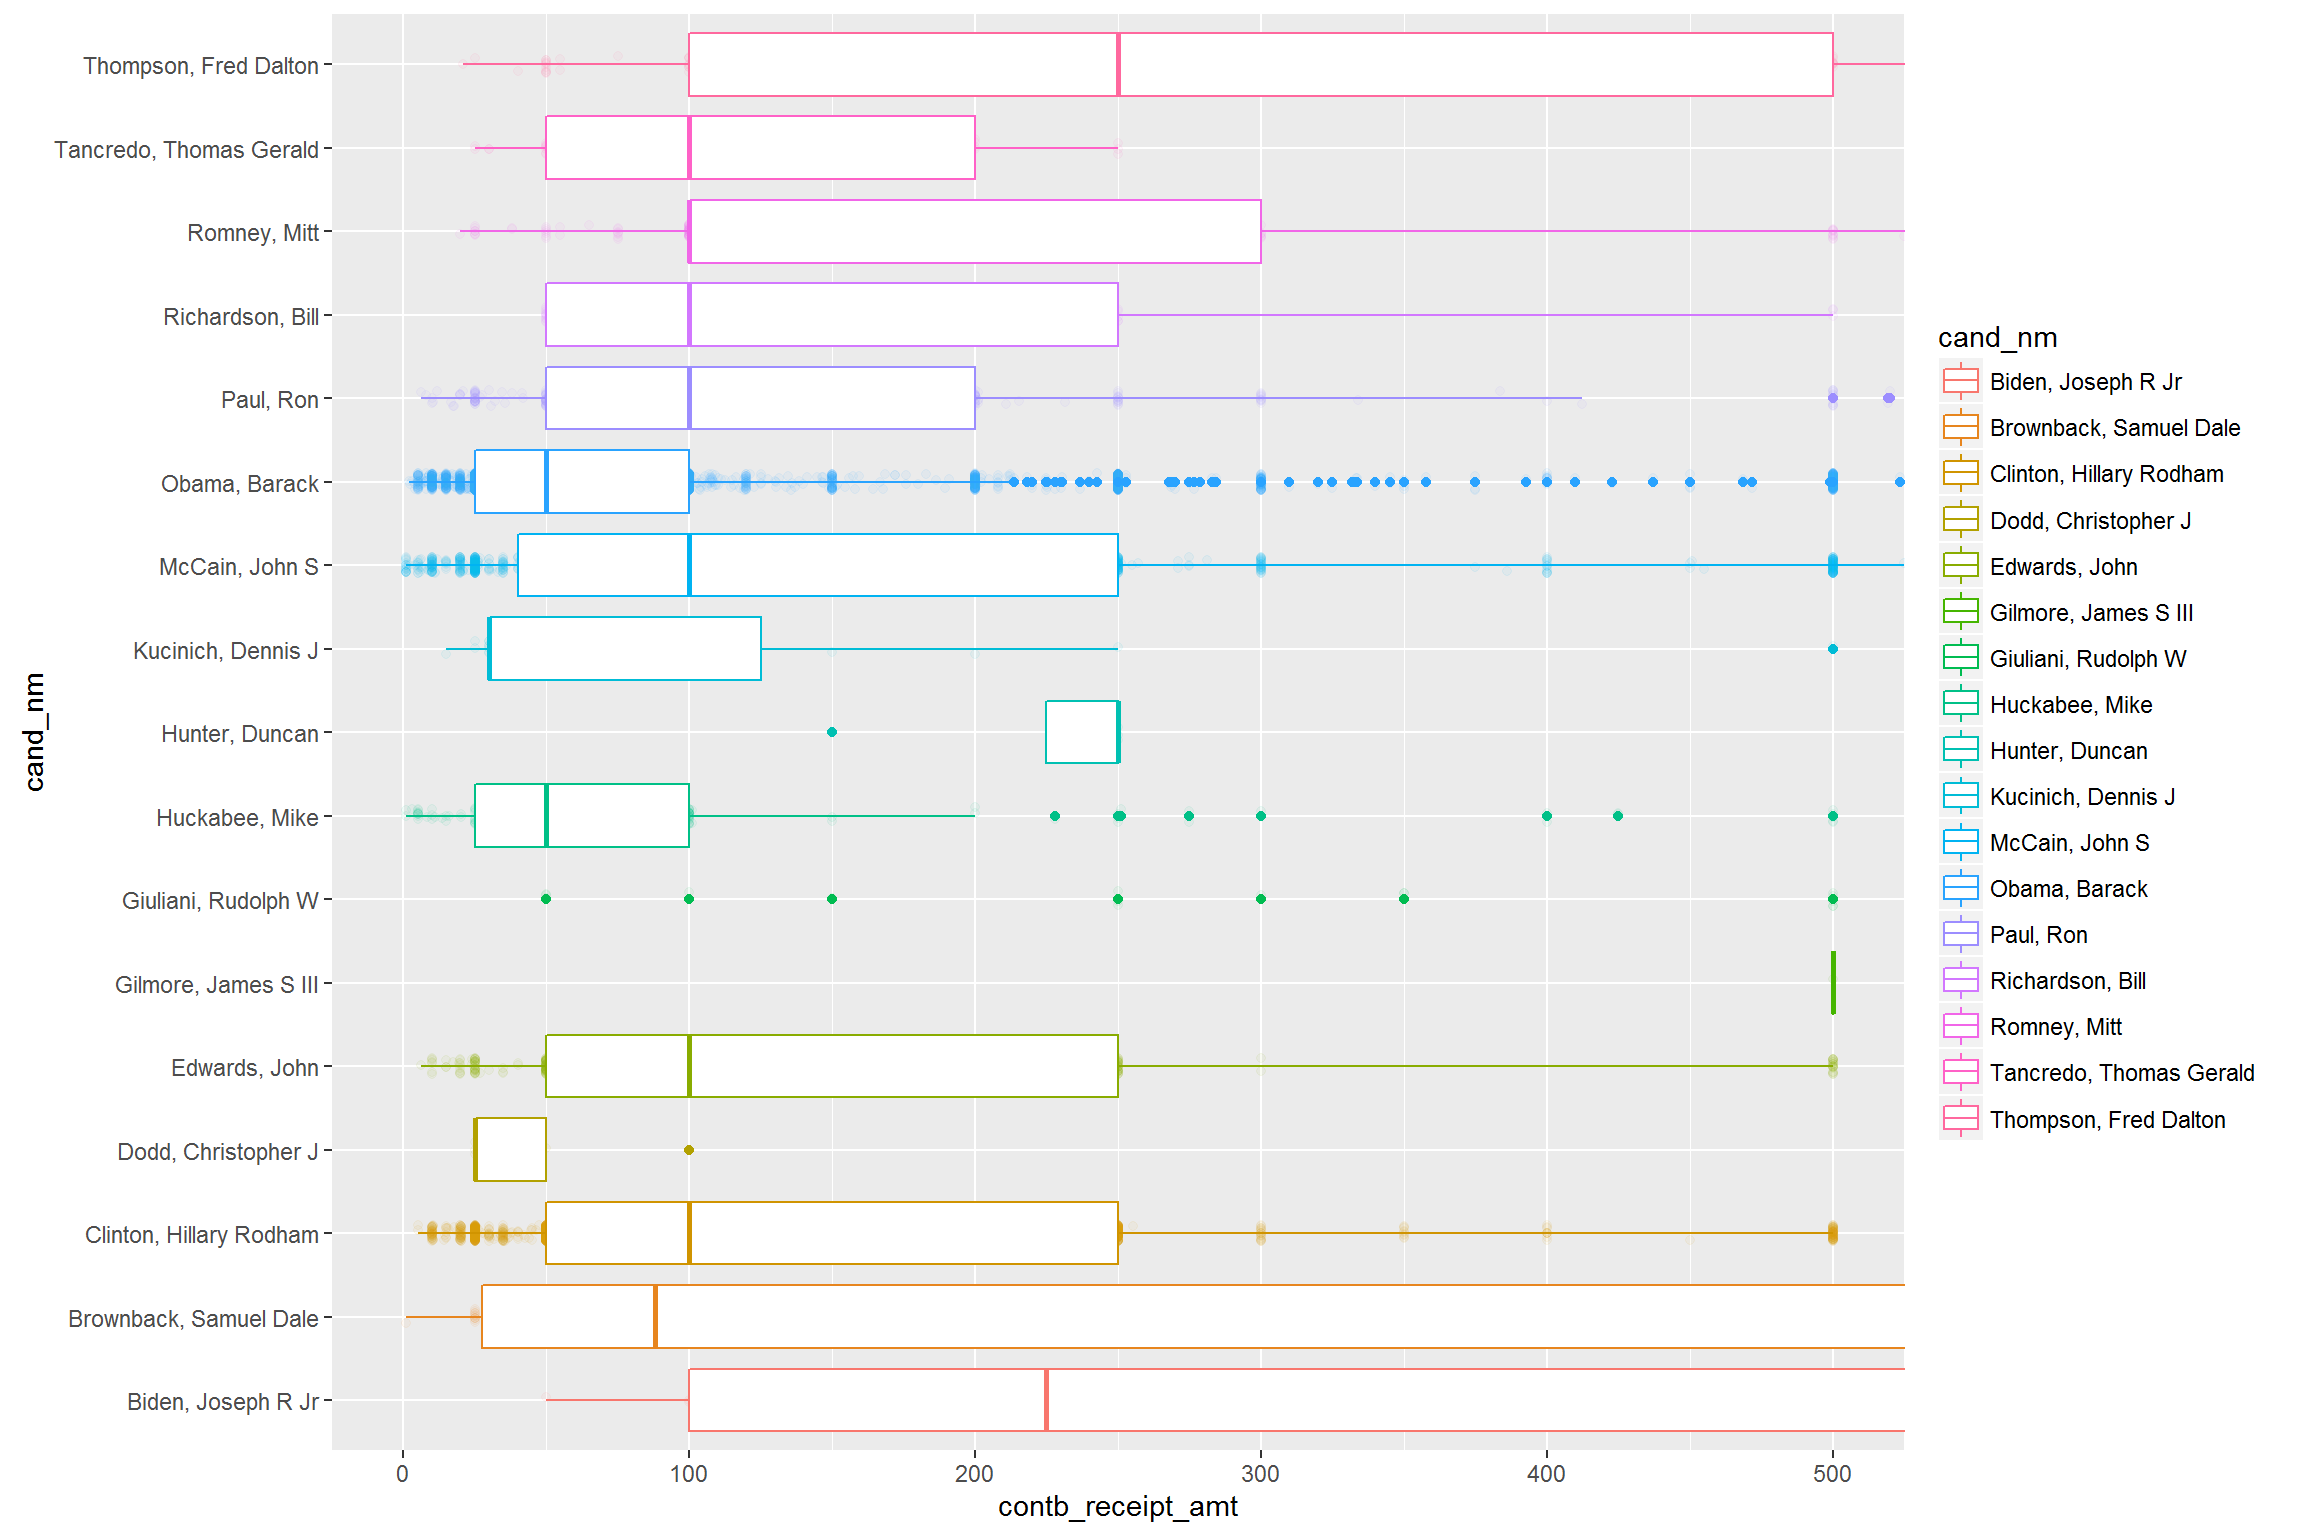 Thompson, Fred Dalton
Tancredo, Thomas Gerald
Romney, Mitt
Richardson, Bill
Paul, Ron
Obama, Barack
McCain, John S
Kucinich, Dennis J
Hunter, Duncan
Huckabee, Mike
Giuliani, Rudolph W
Gilmore, James S III
Edwards, John
Dodd, Christopher J
Clinton, Hillary Rodham
Brownback, Samuel Dale
Biden, Joseph R Jr
cand_nm
0 100 200 300 400 500
contb_receipt_amt
cand_nm
Biden, Joseph R Jr
Brownback, Samuel Dale
Clinton, Hillary Rodham
Dodd, Christopher J
Edwards, John
Gilmore, James S III
Giuliani, Rudolph W
Huckabee, Mike
Hunter, Duncan
Kucinich, Dennis J
McCain, John S
Obama, Barack
Paul, Ron
Richardson, Bill
Romney, Mitt
Tancredo, Thomas Gerald
Thompson, Fred Dalton